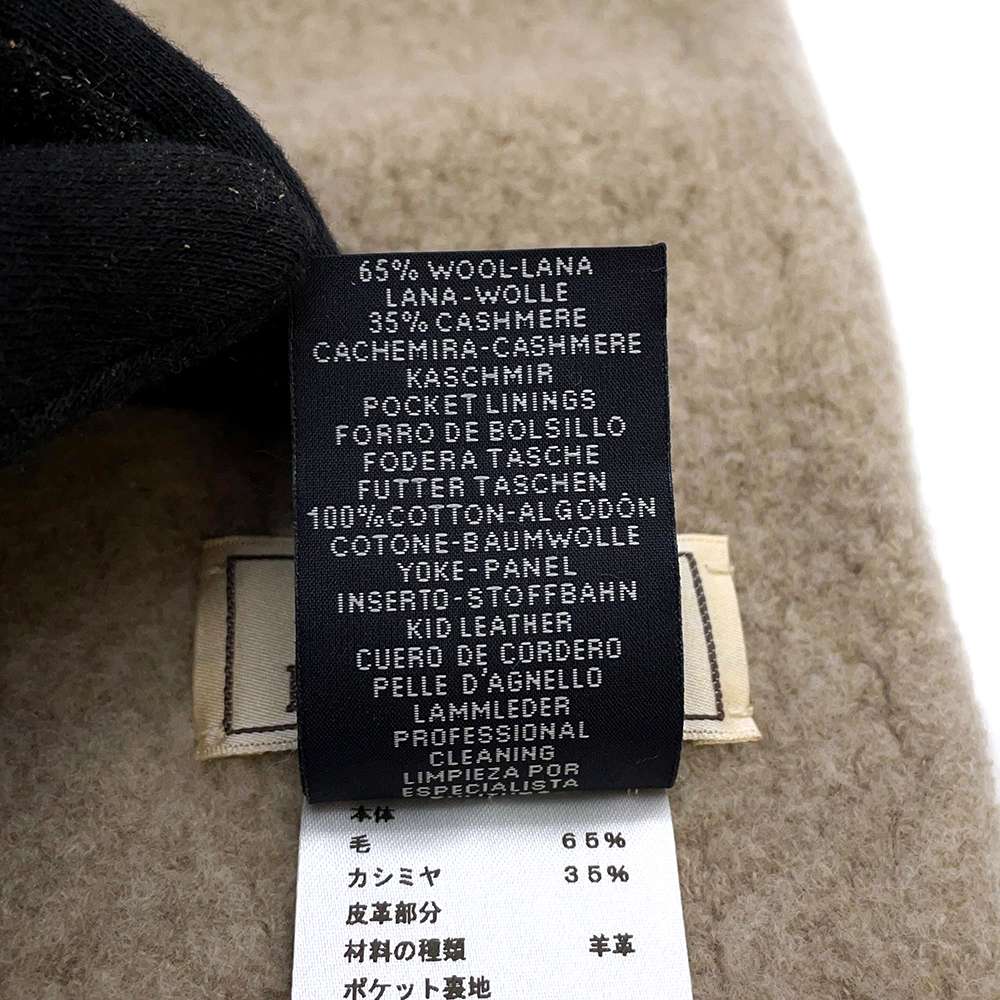 65% WOOL-LANA
LANA-WOLLE
35% CASHMERE
CACHEMIRA-CASHMERE
KASCHMIR
POCKET LININGS
FORRO DE BOLSILLO
FODERA TASCHE
FUTTER TASCHEN
100%COTTON-ALGODÓN
COTONE-BAUMWOLLE
YOKE-PANEL
INSERTO-STOFFBAHN
KID LEATHER
CUERO DE CORDERO
PELLE D'AGNELLO
LAMMLEDER
PROFESSIONAL
CLEANING
LIMPIEZA POR
ESPECIALISTA
本体
毛 65%
カシミヤ 35%
皮革部分
材料の種類 羊革
ポケット裏地